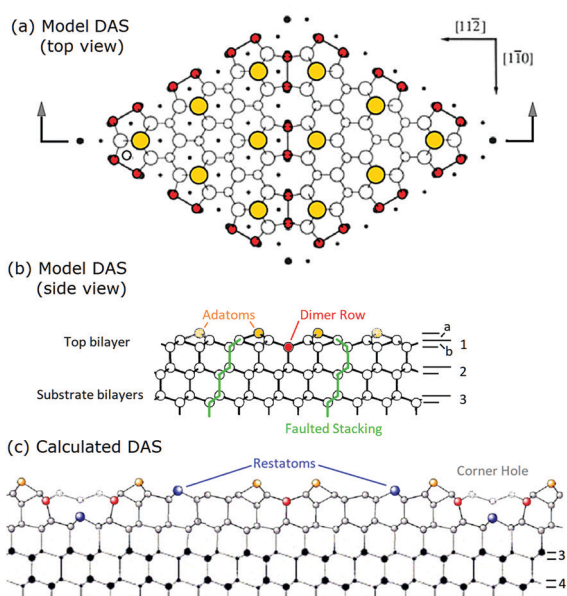 (a) Model DAS
(top view)
[112̅]
[11̅0]
(b) Model DAS
(side view)
Adatoms
Dimer Row
Top bilayer
a
1
b
2
Substrate bilayers
3
Faulted Stacking
(c) Calculated DAS
Restatoms
Corner Hole
3
4